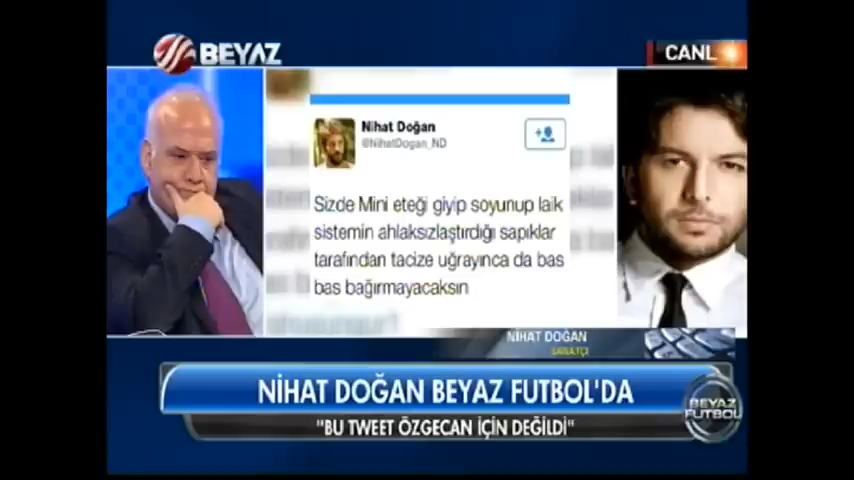 BEYAZ
CANLI
Nihat Doğan
@NihatDogan_ND
Sizde Mini eteği giyip soyunup laik
sistemin ahlaksızlaştırdığı sapıklar
tarafından tacize uğrayınca da bas
bas bağırmayacaksın
NİHAT DOĞAN
SANATÇI
NİHAT DOĞAN BEYAZ FUTBOL'DA
"BU TWEET ÖZGECAN İÇİN DEĞİLDİ"
BEYAZ
FUTBOL